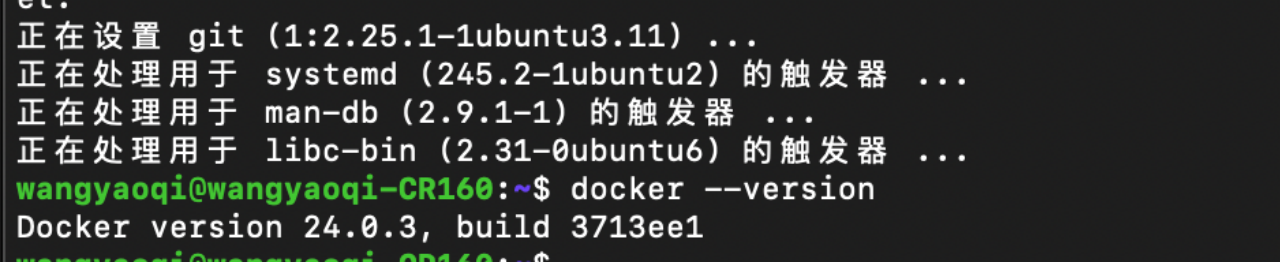 et.
正在设置 git (1:2.25.1-1ubuntu3.11) ...
正在处理用于 systemd (245.2-1ubuntu2) 的触发器 ...
正在处理用于 man-db (2.9.1-1) 的触发器 ...
正在处理用于 libc-bin (2.31-0ubuntu6) 的触发器 ...
wangyaoqi@wangyaoqi-CR160:~$ docker --version
Docker version 24.0.3, build 3713ee1
wangyaoqi@wangyaoqi-CR160:~$